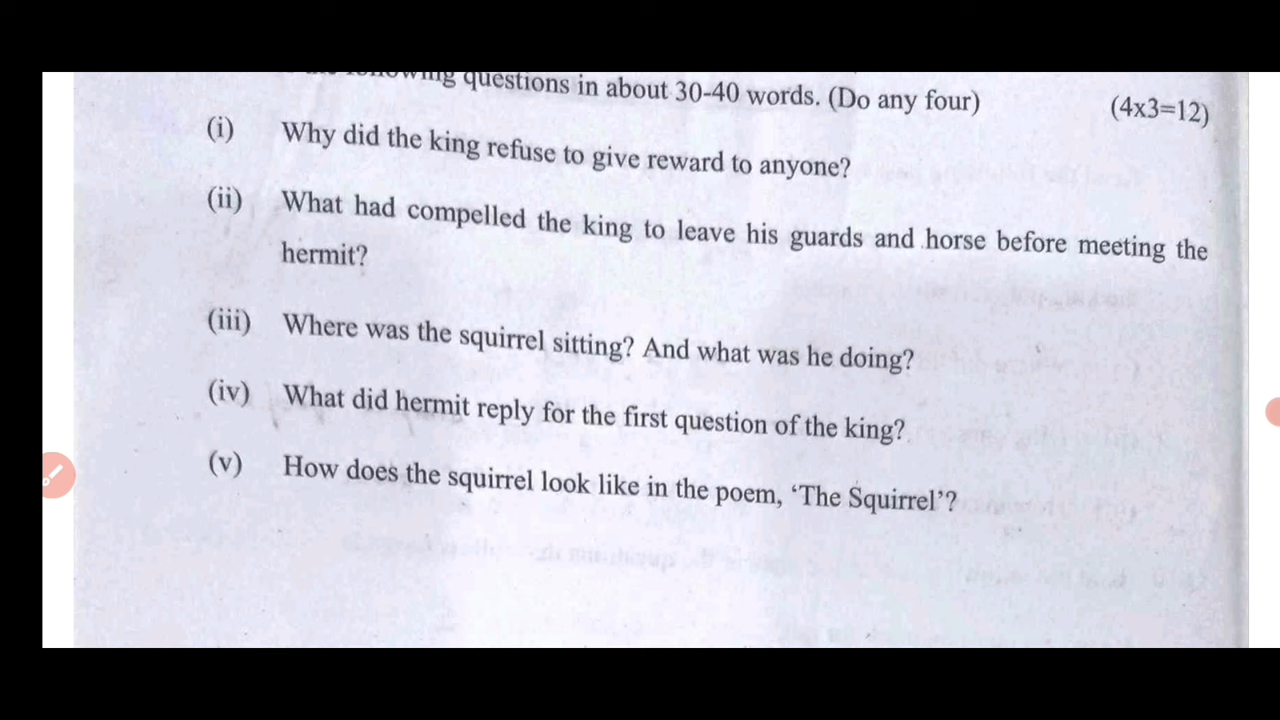 following questions in about 30-40 words. (Do any four) (4x3=12)
(i) Why did the king refuse to give reward to anyone?
(ii) What had compelled the king to leave his guards and horse before meeting the
hermit?
(iii) Where was the squirrel sitting? And what was he doing?
(iv) What did hermit reply for the first question of the king?
(v) How does the squirrel look like in the poem, ‘The Squirrel’?